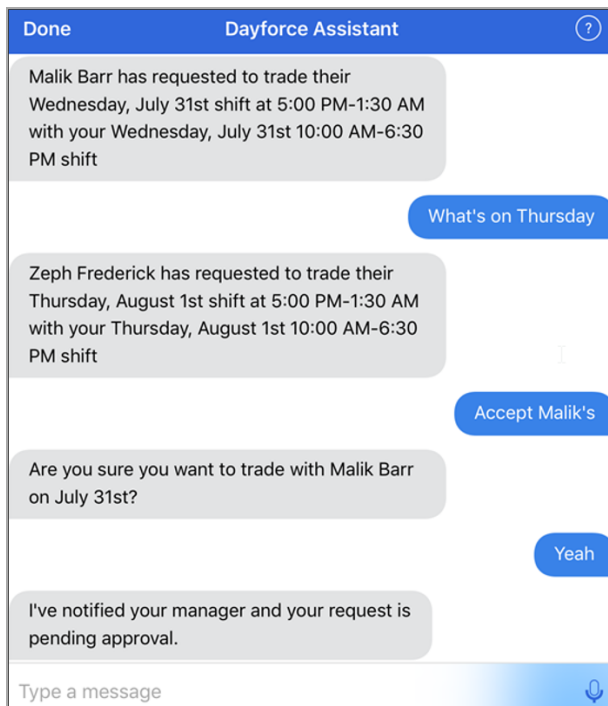 Done
Dayforce Assistant
?
Malik Barr has requested to trade their
Wednesday, July 31st shift at 5:00 PM-1:30 AM
with your Wednesday, July 31st 10:00 AM-6:30
PM shift
What's on Thursday
Zeph Frederick has requested to trade their
Thursday, August 1st shift at 5:00 PM-1:30 AM
with your Thursday, August 1st 10:00 AM-6:30
PM shift
Accept Malik's
Are you sure you want to trade with Malik Barr
on July 31st?
Yeah
I've notified your manager and your request is
pending approval.
Type a message